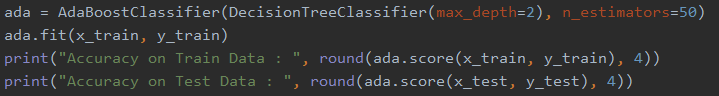 ada = AdaBoostClassifier(DecisionTreeClassifier(max_depth=2), n_estimators=50)
ada.fit(x_train, y_train)
print("Accuracy on Train Data : ", round(ada.score(x_train, y_train), 4))
print("Accuracy on Test Data : ", round(ada.score(x_test, y_test), 4))